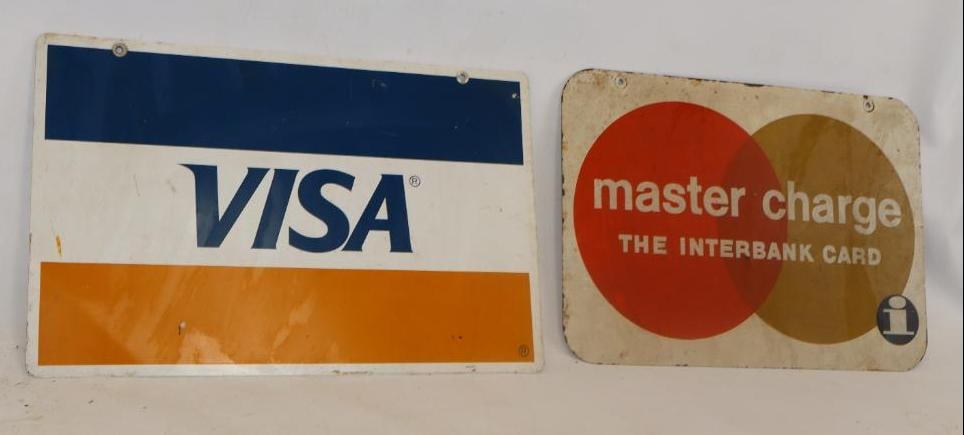 VISA®
®
master charge
THE INTERBANK CARD
i